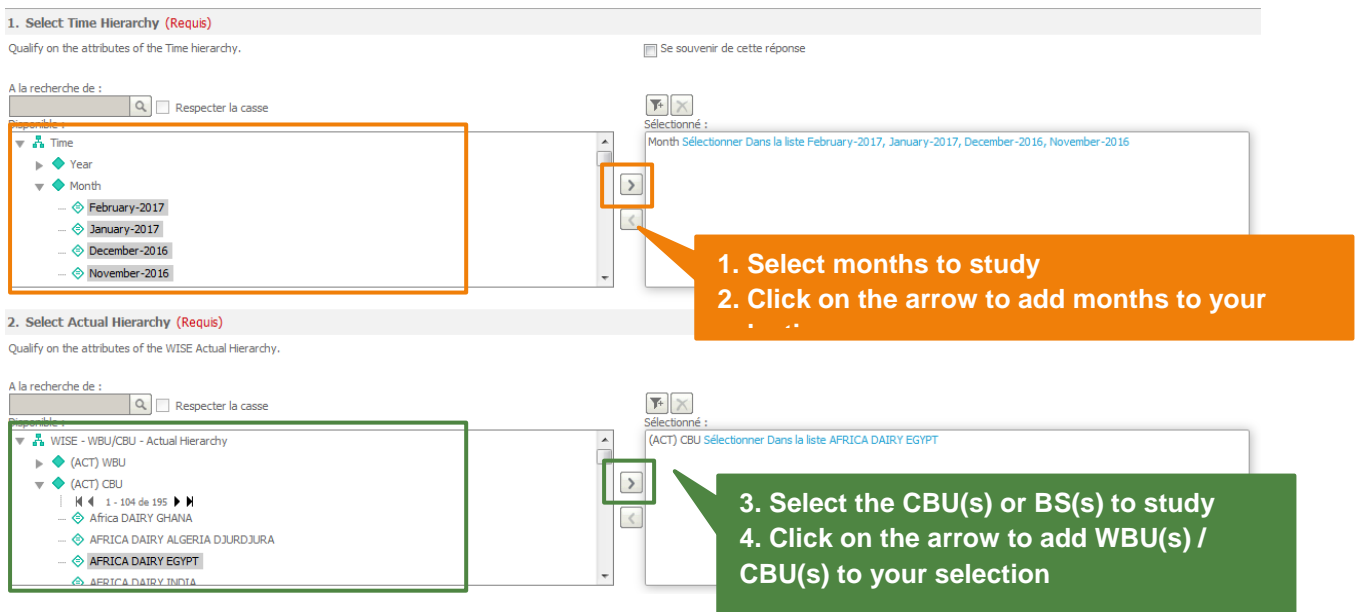 1. Select Time Hierarchy (Requis)
Qualify on the attributes of the Time hierarchy.
Se souvenir de cette réponse
A la recherche de :
Respecter la casse
Disponible :
Sélectionné :
Time
Year
Month
February-2017
January-2017
December-2016
November-2016
Month Sélectionner Dans la liste February-2017, January-2017, December-2016, November-2016
1. Select months to study
2. Click on the arrow to add months to your
2. Select Actual Hierarchy (Requis)
Qualify on the attributes of the WISE Actual Hierarchy.
A la recherche de :
Respecter la casse
Disponible :
Sélectionné :
WISE - WBU/CBU - Actual Hierarchy
(ACT) WBU
(ACT) CBU
1 - 104 de 195
Africa DAIRY GHANA
AFRICA DAIRY ALGERIA DJURDJURA
AFRICA DAIRY EGYPT
AFRICA DAIRY INDIA
(ACT) CBU Sélectionner Dans la liste AFRICA DAIRY EGYPT
3. Select the CBU(s) or BS(s) to study
4. Click on the arrow to add WBU(s) /
CBU(s) to your selection